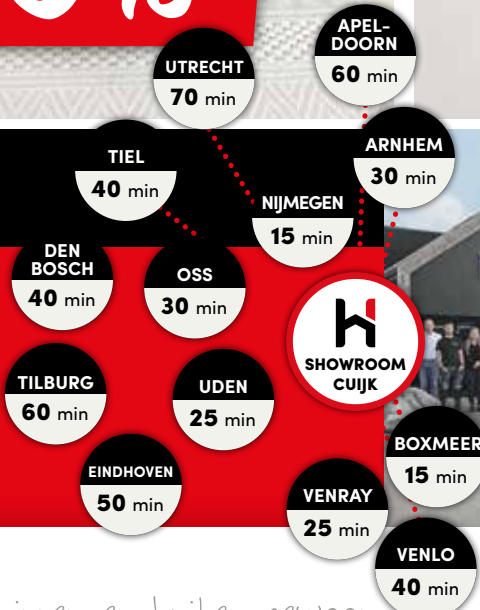 APEL-
DOORN
60 min
UTRECHT
70 min
ARNHEM
30 min
TIEL
40 min
NIJMEGEN
15 min
DEN
BOSCH
40 min
OSS
30 min
SHOWROOM
CUIJK
TILBURG
60 min
UDEN
25 min
BOXMEER
15 min
EINDHOVEN
50 min
VENRAY
25 min
VENLO
40 min